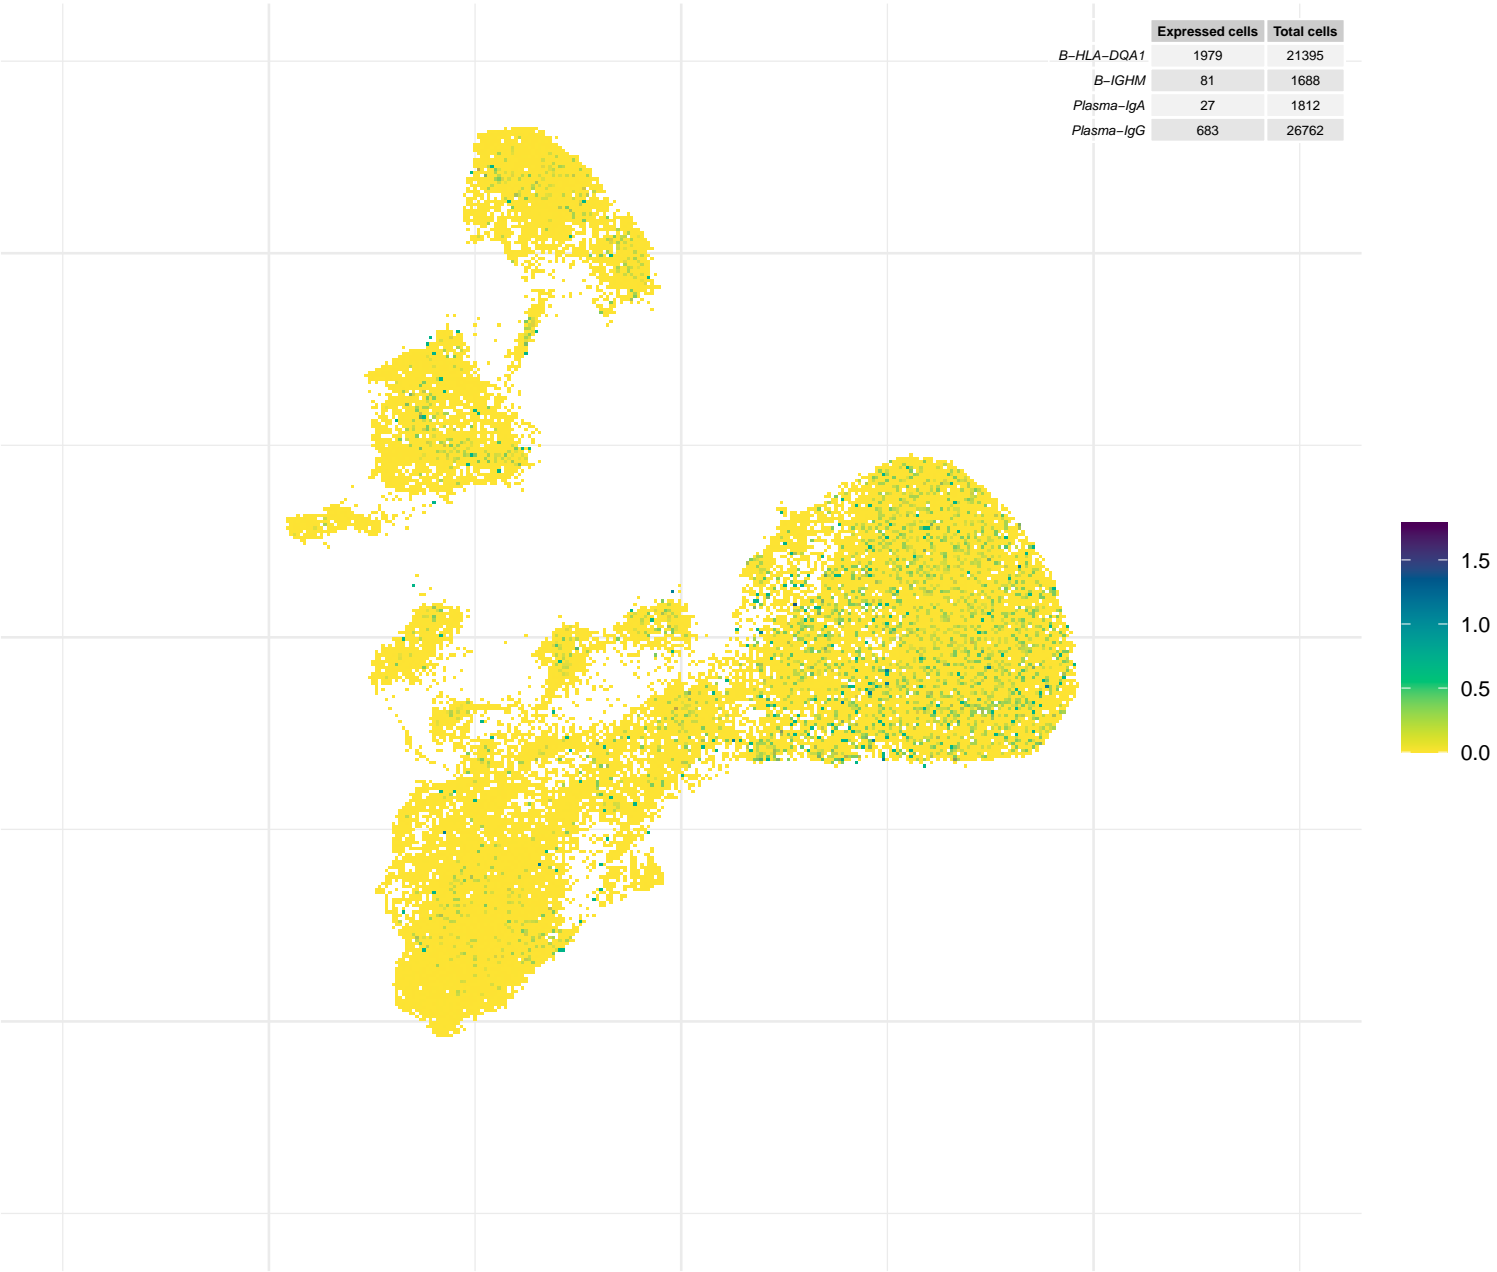 Expressed cells Total cells
B−HLA−DQA1 1979 21395
B−IGHM 81 1688
Plasma−IgA 27 1812
Plasma−IgG 683 26762
1.5
1.0
0.5
0.0